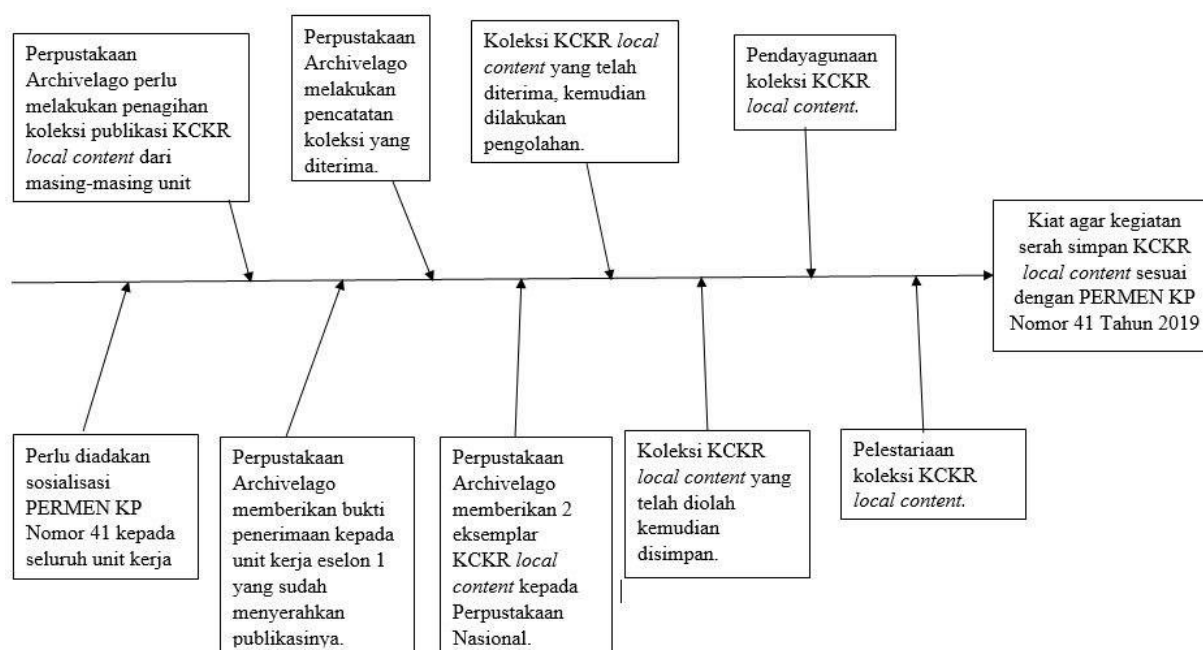 Perpustakaan
Archivelago perlu
melakukan penagihan
koleksi publikasi KCKR
local content dari
masing-masing unit
Perpustakaan
Archivelago
melakukan
pencatatan
koleksi yang
diterima.
Koleksi KCKR local
content yang telah
diterima, kemudian
dilakukan
pengolahan.
Pendayagunaan
koleksi KCKR
local content.
Kiat agar kegiatan
serah simpan KCKR
local content sesuai
dengan PERMEN KP
Nomor 41 Tahun 2019
Perlu diadakan
sosialisasi
PERMEN KP
Nomor 41 kepada
seluruh unit kerja
Perpustakaan
Archivelago
memberikan bukti
penerimaan kepada
unit kerja eselon 1
yang sudah
menyerahkan
publikasinya.
Perpustakaan
Archivelago
memberikan 2
eksemplar
KCKR local
content kepada
Perpustakaan
Nasional.
Koleksi KCKR
local content yang
telah diolah
kemudian
disimpan.
Pelestariaan
koleksi KCKR
local content.